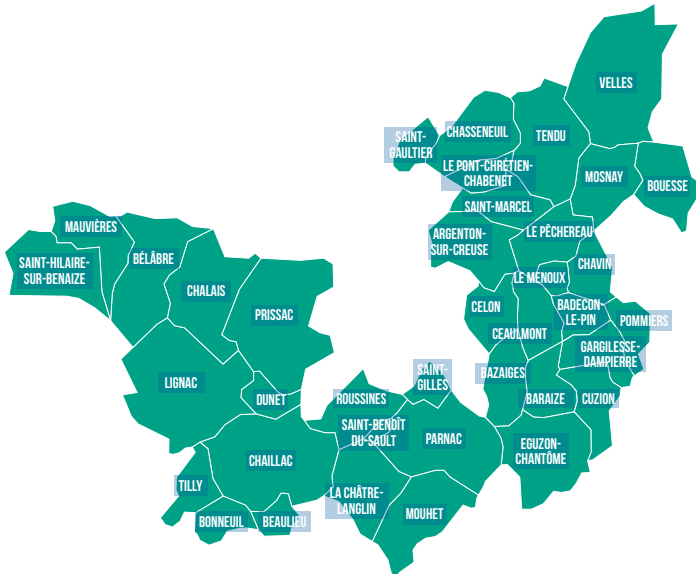 VELLES
SAINT-
GAULTIER
CHASSENEUIL
TENDU
LE PONT-CHRÉTIEN-
CHABENET
MOSNAY
BOUESSE
SAINT-MARCEL
MAUVIÈRES
ARGENTON-
SUR-CREUSE
LE PÊCHEREAU
BÉLÂBRE
SAINT-HILAIRE-
SUR-BENAIZE
CHAVIN
LE MENOUX
CHALAIS
PRISSAC
CELON
BADECON-
LE-PIN
POMMIERS
CEAULMONT
GARGILESSE-
DAMPIERRE
LIGNAC
SAINT-
GILLES
BAZAIGES
DUNET
ROUSSINES
BARAIZE
CUZION
SAINT-BENOÎT
DU-SAULT
PARNAC
EGUZON-
CHANTÔME
CHAILLAC
TILLY
LA CHÂTRE-
LANGLIN
MOUHET
BONNEUIL
BEAULIEU